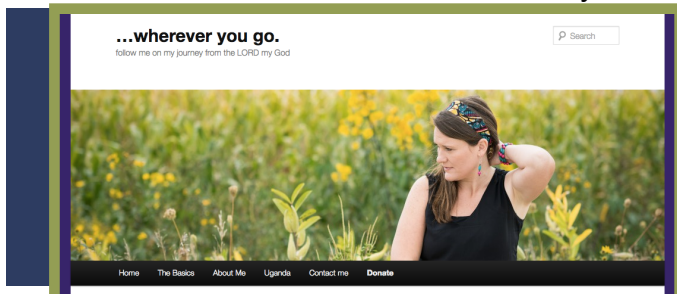 ...wherever you go.
follow me on my journey from the LORD my God
Search
Home The Basics About Me Uganda Contact me Donate